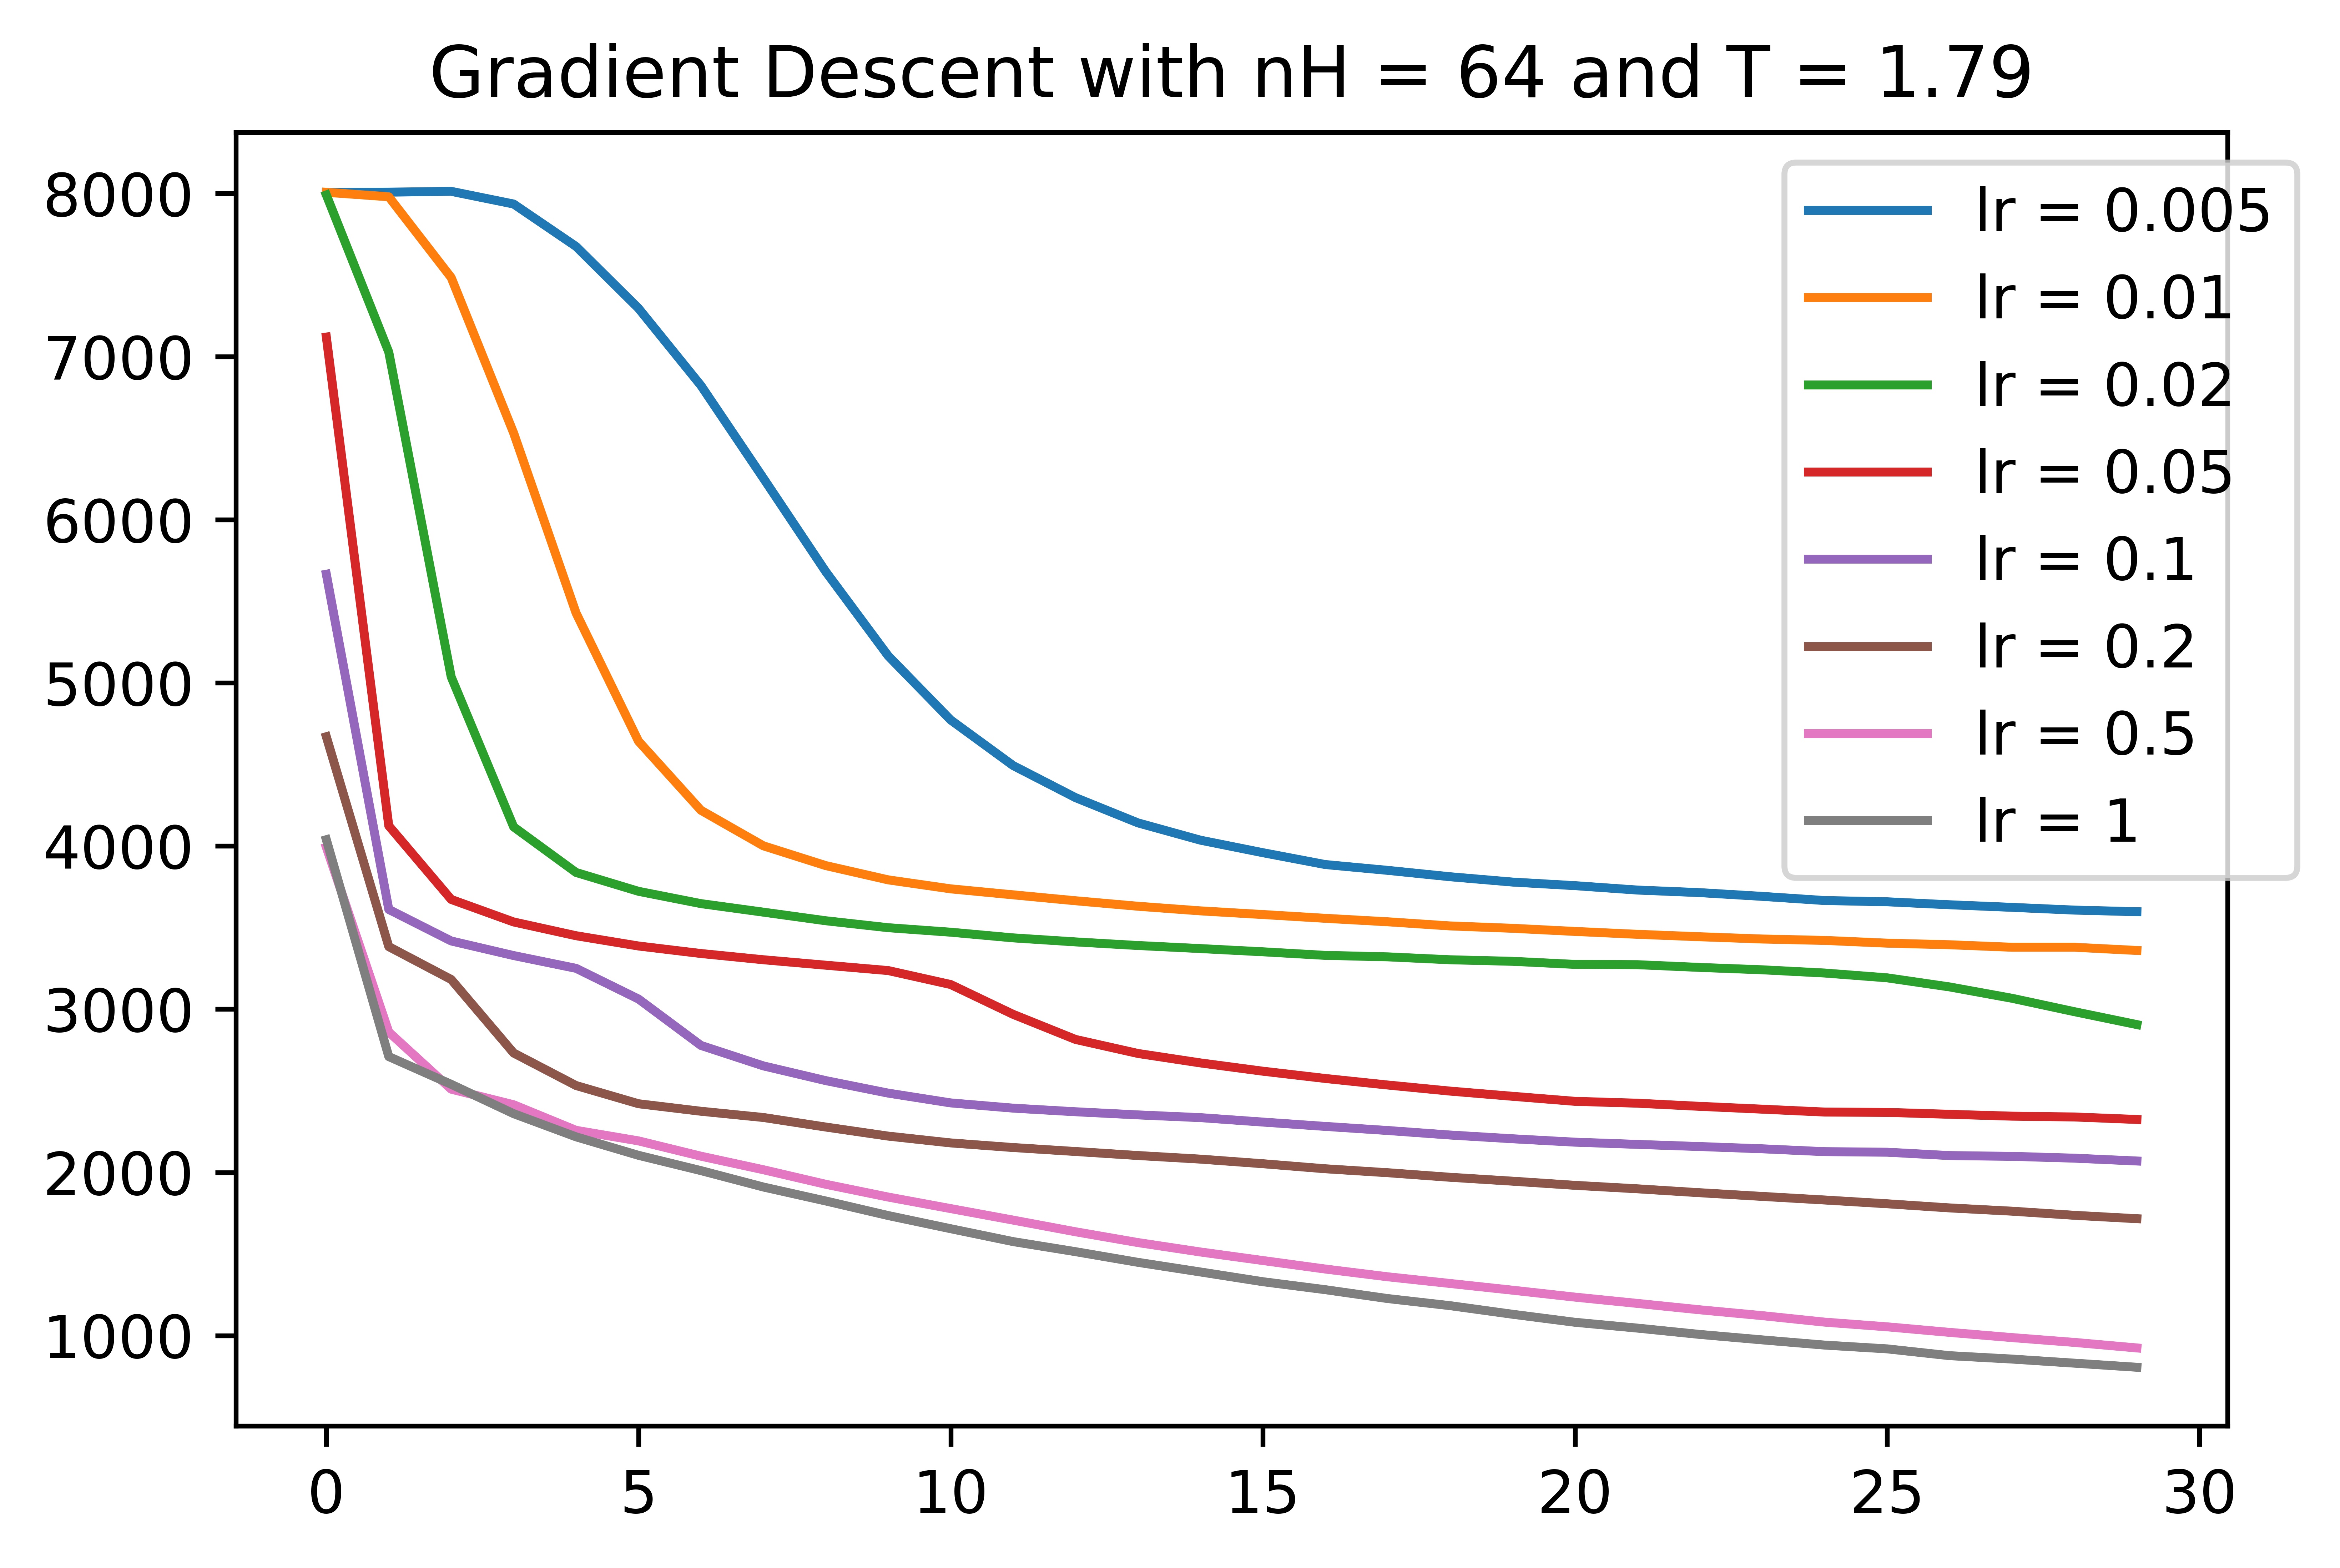 Gradient Descent with nH = 64 and T = 1.79
8000
7000
6000
5000
4000
3000
2000
1000
0 5 10 15 20 25 30
lr = 0.005
lr = 0.01
lr = 0.02
lr = 0.05
lr = 0.1
lr = 0.2
lr = 0.5
lr = 1